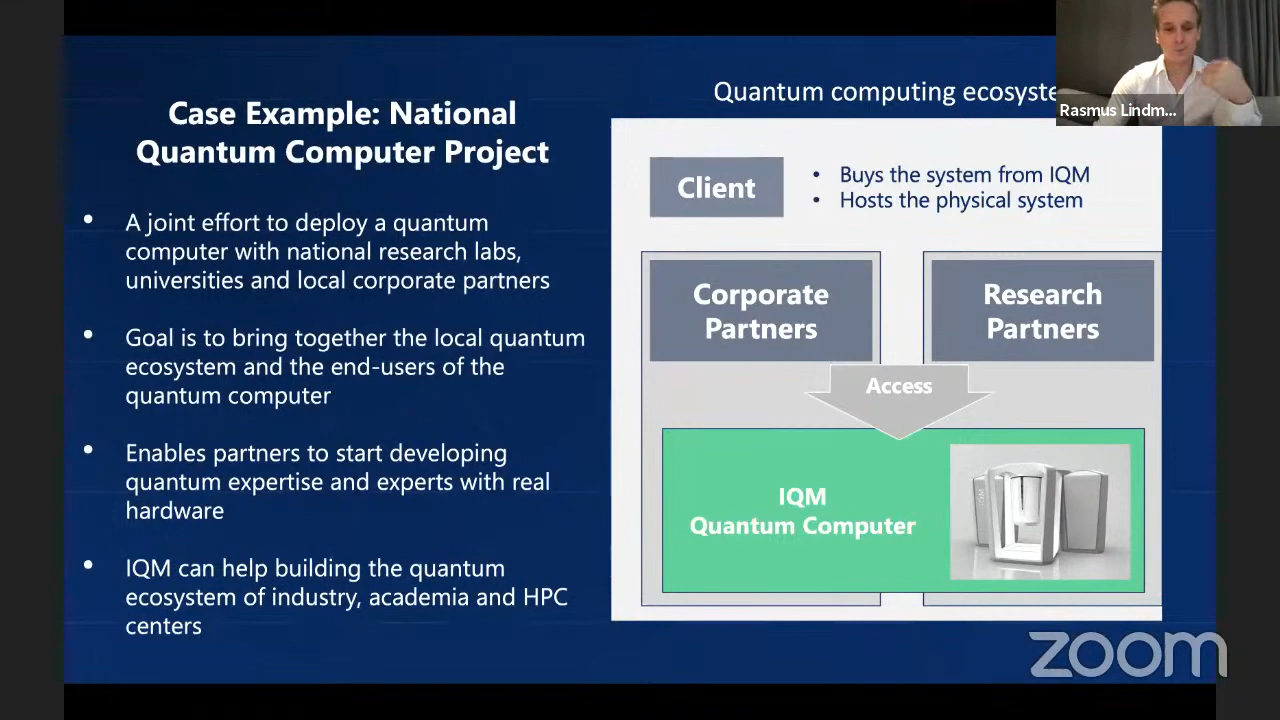 Case Example: National
Quantum Computer Project
• A joint effort to deploy a quantum
computer with national research labs,
universities and local corporate partners
• Goal is to bring together the local quantum
ecosystem and the end-users of the
quantum computer
• Enables partners to start developing
quantum expertise and experts with real
hardware
• IQM can help building the quantum
ecosystem of industry, academia and HPC
centers
Quantum computing ecosyste
Rasmus Lindm...
Client
• Buys the system from IQM
• Hosts the physical system
Corporate
Partners
Research
Partners
Access
IQM
Quantum Computer
zoom